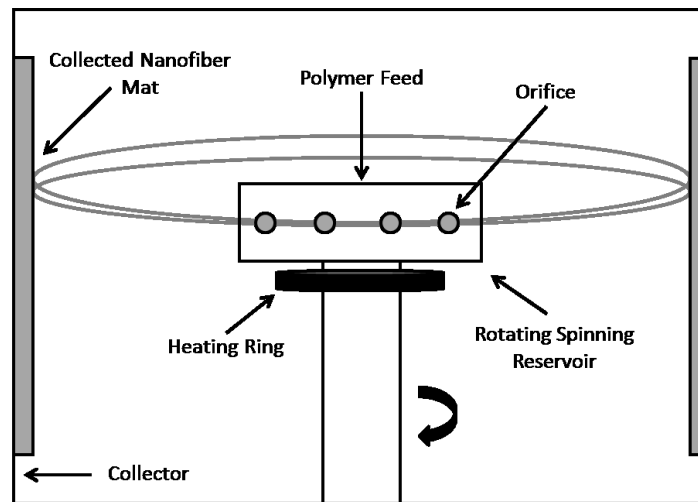 Collected Nanofiber
Mat
Polymer Feed
Orifice
Heating Ring
Rotating Spinning
Reservoir
Collector